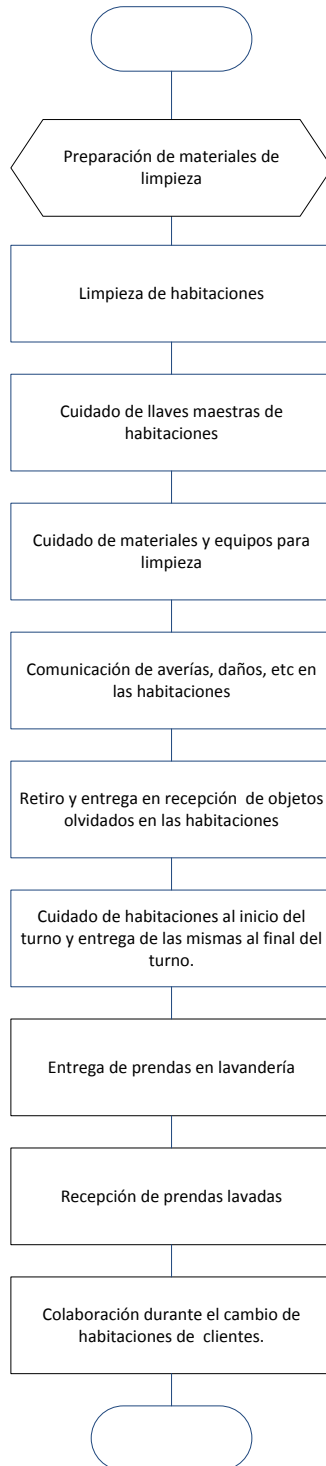 Preparación de materiales de
limpieza
Limpieza de habitaciones
Cuidado de llaves maestras de
habitaciones
Cuidado de materiales y equipos para
limpieza
Comunicación de averías, daños, etc en
las habitaciones
Retiro y entrega en recepción  de objetos
olvidados en las habitaciones
Cuidado de habitaciones al inicio del
turno y entrega de las mismas al final del
turno.
Entrega de prendas en lavandería
Recepción de prendas lavadas
Colaboración durante el cambio de
habitaciones de  clientes.